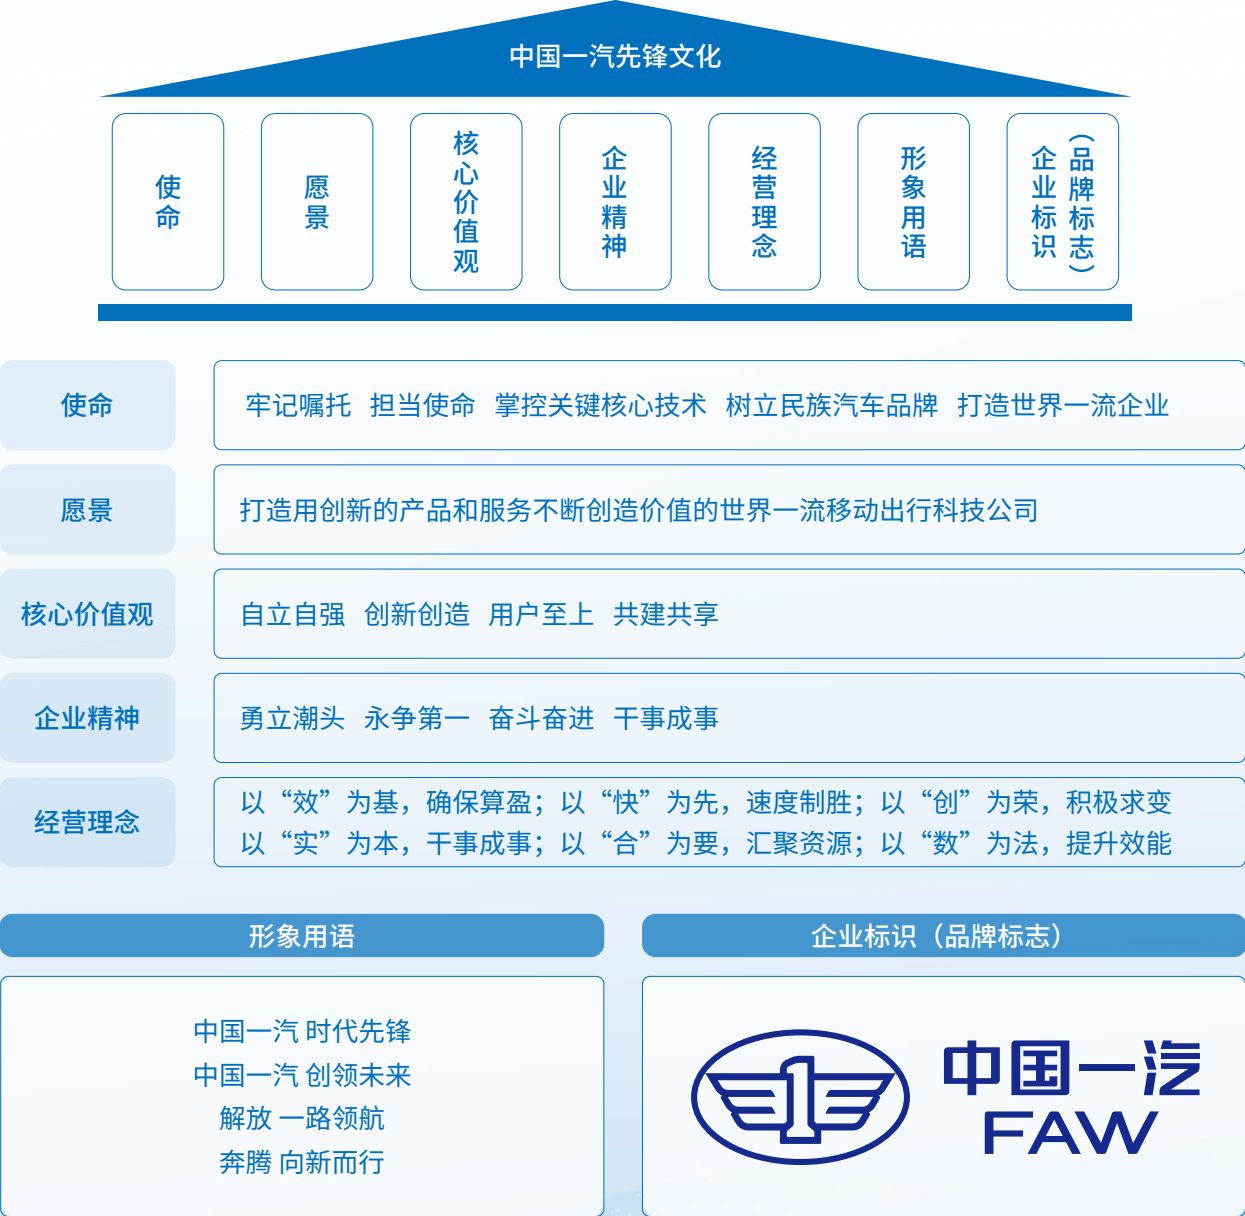 中国一汽先锋文化
使命
愿景
核心价值观
企业精神
经营理念
形象用语
企业标识
（品牌标志）
使命
牢记嘱托 担当使命 掌控关键核心技术 树立民族汽车品牌 打造世界一流企业
愿景
打造用创新的产品和服务不断创造价值的世界一流移动出行科技公司
核心价值观
自立自强 创新创造 用户至上 共建共享
企业精神
勇立潮头 永争第一 奋斗奋进 干事成事
经营理念
以“效”为基，确保算盈；以“快”为先，速度制胜；以“创”为荣，积极求变
以“实”为本，干事成事；以“合”为要，汇聚资源；以“数”为法，提升效能
形象用语
中国一汽 时代先锋
中国一汽 创领未来
解放 一路领航
奔腾 向新而行
企业标识（品牌标志）
中国一汽
FAW